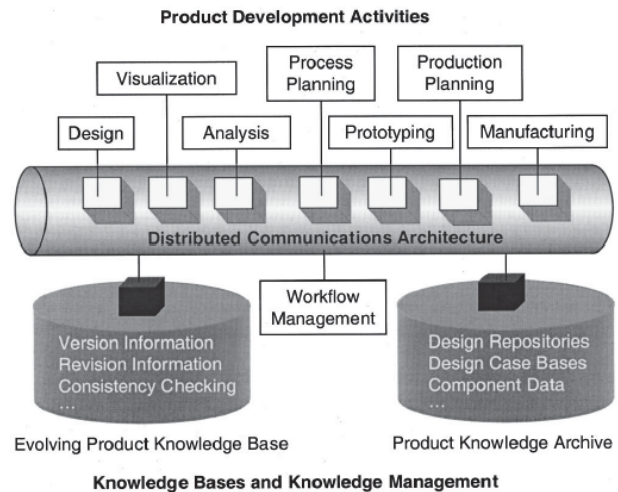 Product Development Activities
Visualization
Process
Planning
Production
Planning
Design
Analysis
Prototyping
Manufacturing
Distributed Communications Architecture
Workflow
Management
Version Information
Revision Information
Consistency Checking
...
Design Repositories
Design Case Bases
Component Data
...
Evolving Product Knowledge Base
Product Knowledge Archive
Knowledge Bases and Knowledge Management